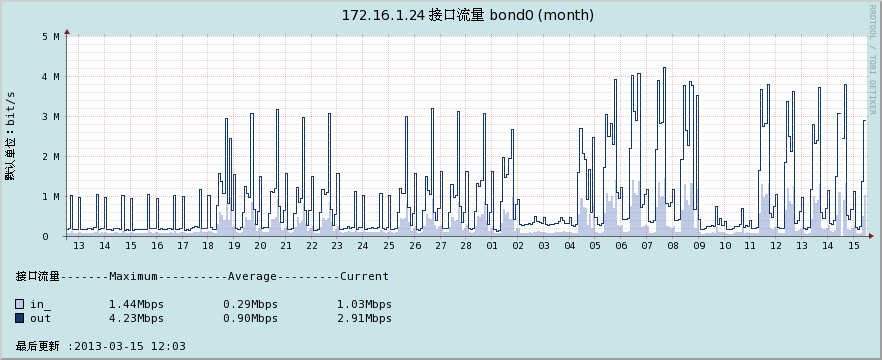 172.16.1.24 接口流量 bond0 (month)
RRDTOOL / TOBI OETIKER
默认单位：bit/s
5 M
4 M
3 M
2 M
1 M
0
13 14 15 16 17 18 19 20 21 22 23 24 25 26 27 28 01 02 03 04 05 06 07 08 09 10 11 12 13 14 15
接口流量-------Maximum----------Average---------Current
in_ 1.44Mbps 0.29Mbps 1.03Mbps
out 4.23Mbps 0.90Mbps 2.91Mbps
最后更新 :2013-03-15 12:03